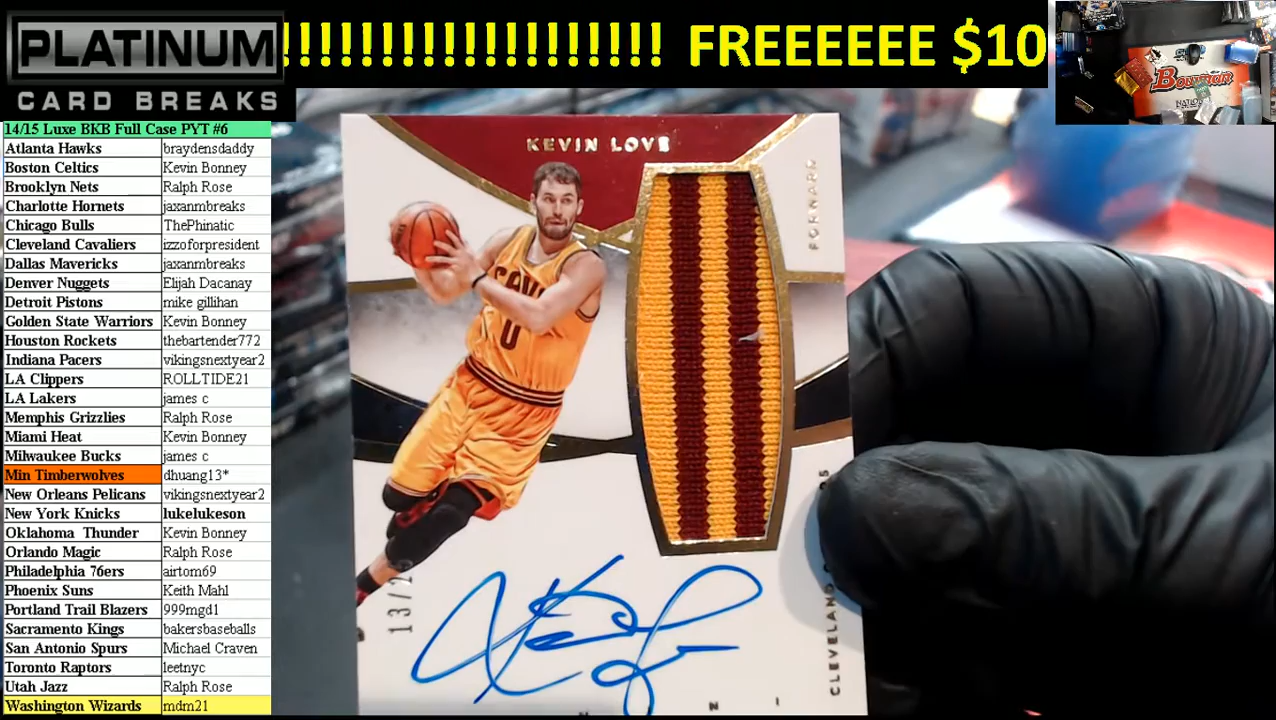 PLATINUM
CARD BREAKS
!!!!!!!!!!!!!!!!!!! FREEEEEE $10
Bowman
14/15 Luxe BKB Full Case PYT #6
Atlanta Hawks braydensdaddy
Boston Celtics Kevin Bonney
Brooklyn Nets Ralph Rose
Charlotte Hornets jaxanmbreaks
Chicago Bulls ThePhinatic
Cleveland Cavaliers izzoforpresident
Dallas Mavericks jaxanmbreaks
Denver Nuggets Elijah Dacanay
Detroit Pistons mike gillihan
Golden State Warriors Kevin Bonney
Houston Rockets thebartender772
Indiana Pacers vikingsnextyear2
LA Clippers ROLLTIDE21
LA Lakers james c
Memphis Grizzlies Ralph Rose
Miami Heat Kevin Bonney
Milwaukee Bucks james c
Min Timberwolves dhuang13*
New Orleans Pelicans vikingsnextyear2
New York Knicks lukelukeson
Oklahoma Thunder Kevin Bonney
Orlando Magic Ralph Rose
Philadelphia 76ers airtom69
Phoenix Suns Keith Mahl
Portland Trail Blazers 999mgd1
Sacramento Kings bakersbaseballs
San Antonio Spurs Michael Craven
Toronto Raptors leetnyc
Utah Jazz Ralph Rose
Washington Wizards mdm21
KEVIN LOVE
FORWARD
CAVS
0
13/2
CLEVELAND